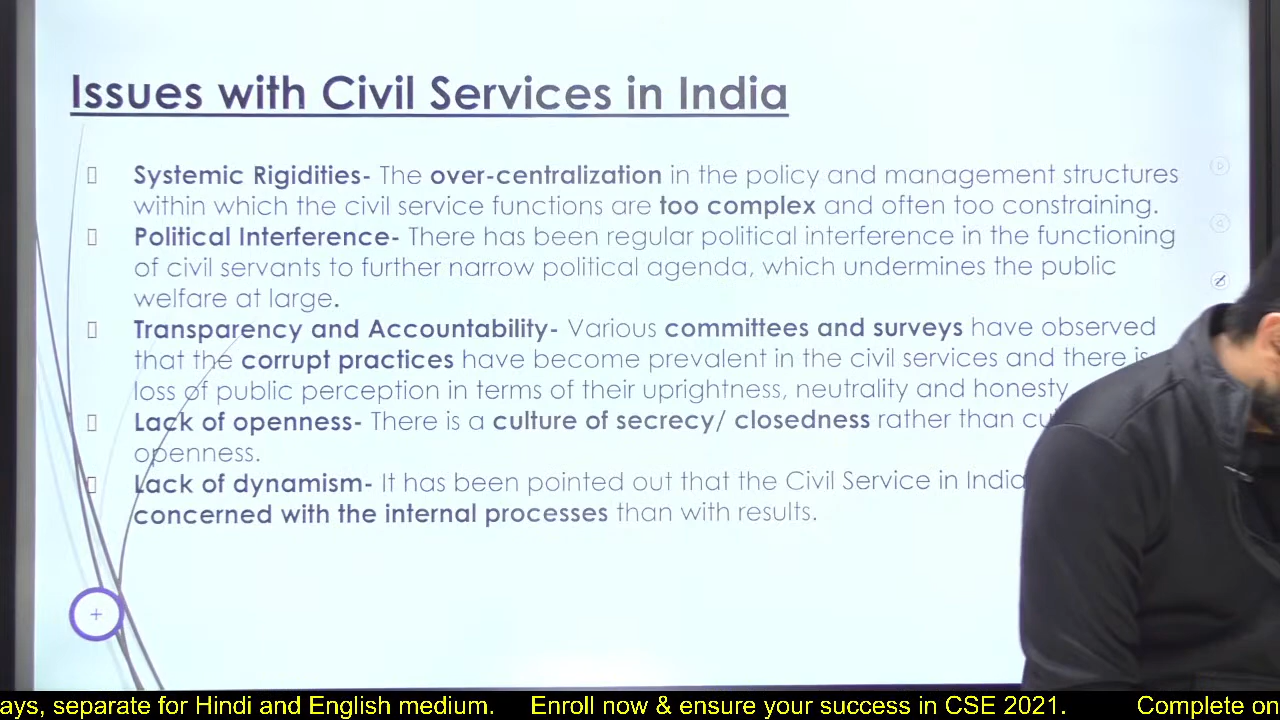 Issues with Civil Services in India
Systemic Rigidities- The over-centralization in the policy and management structures
within which the civil service functions are too complex and often too constraining.
Political Interference- There has been regular political interference in the functioning
of civil servants to further narrow political agenda, which undermines the public
welfare at large.
Transparency and Accountability- Various committees and surveys have observed
that the corrupt practices have become prevalent in the civil services and there is
loss of public perception in terms of their uprightness, neutrality and honesty
Lack of openness- There is a culture of secrecy/ closedness rather than
openness.
Lack of dynamism- It has been pointed out that the Civil Service in India
concerned with the internal processes than with results.
+
ays, separate for Hindi and English medium. Enroll now & ensure your success in CSE 2021. Complete on